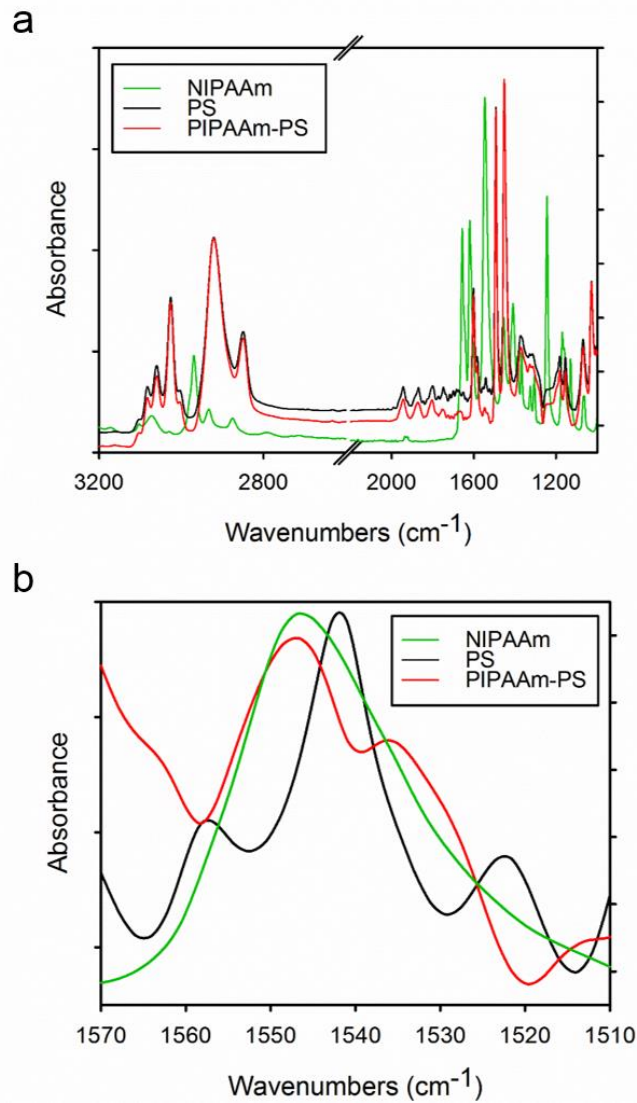 a
NIPAAm
PS
PIPAAm-PS
Absorbance
3200 2800 2000 1600 1200
Wavenumbers (cm-1)
b
NIPAAm
PS
PIPAAm-PS
Absorbance
1570 1560 1550 1540 1530 1520 1510
Wavenumbers (cm-1)